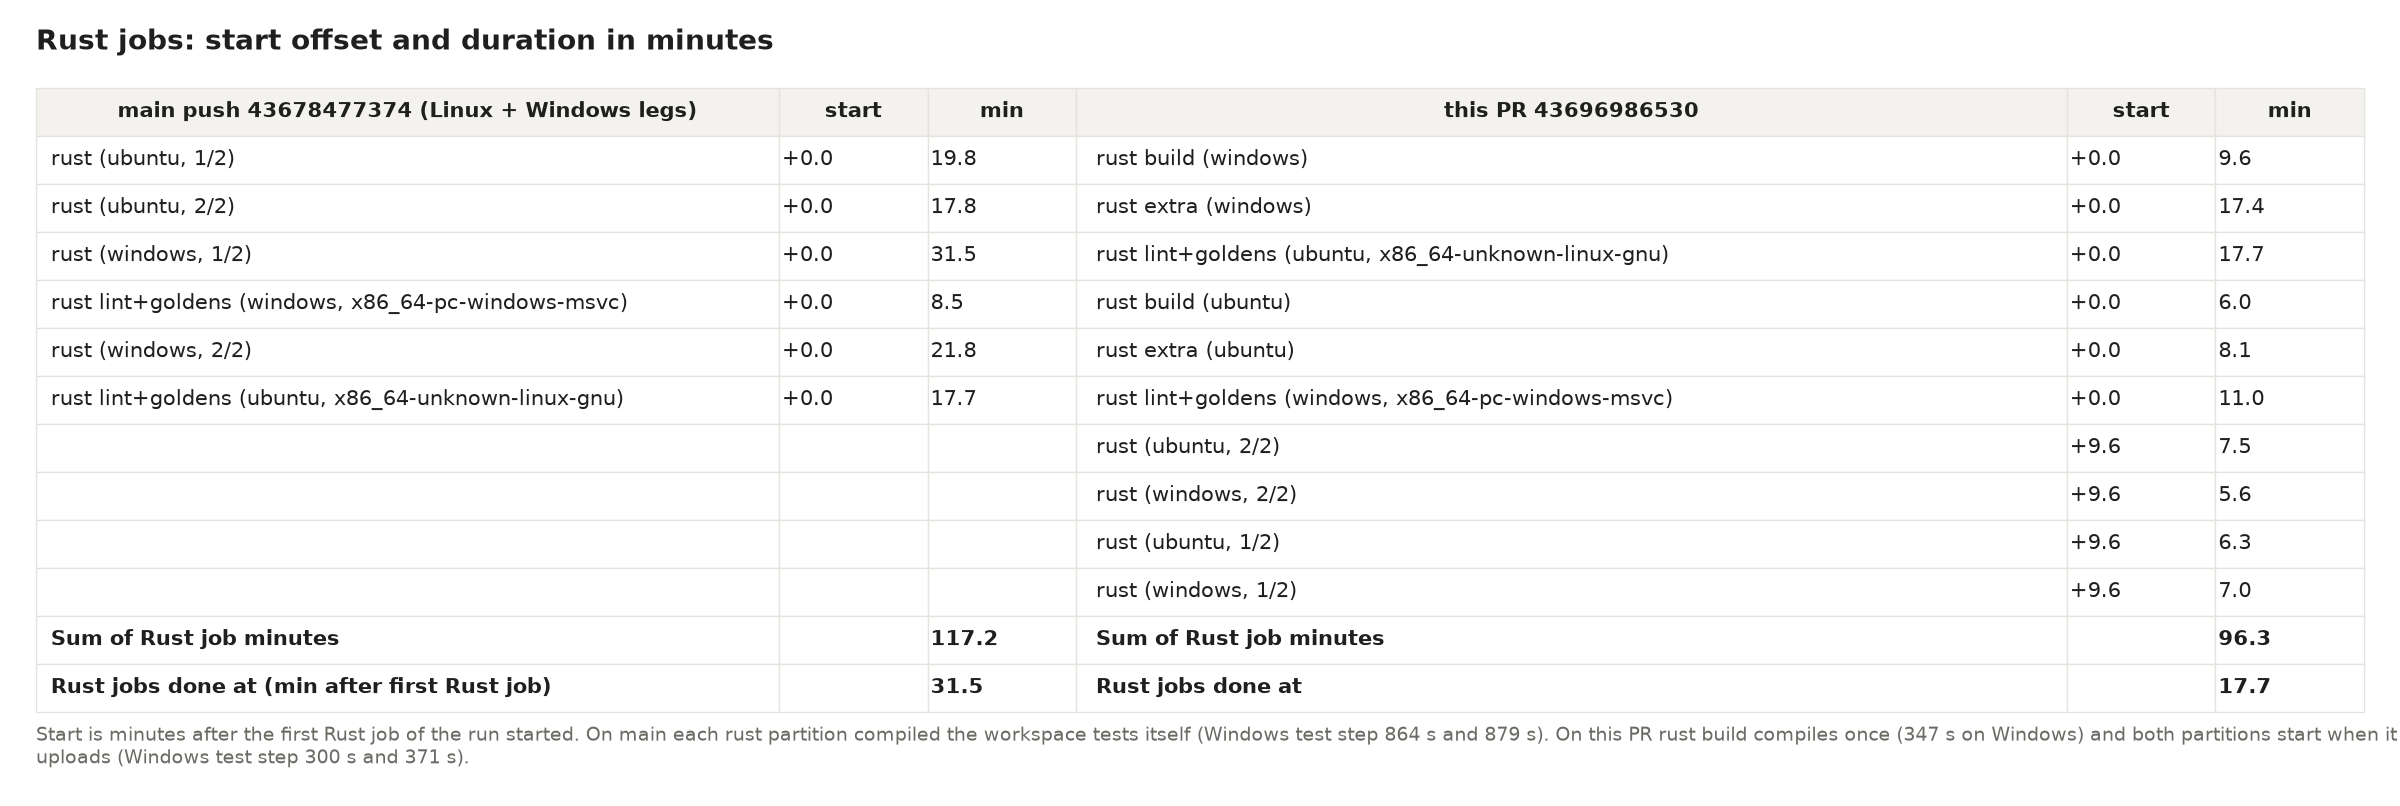 Rust jobs: start offset and duration in minutes
main push 43678477374 (Linux + Windows legs) start min this PR 43696986530 start min
rust (ubuntu, 1/2) +0.0 19.8 rust build (windows) +0.0 9.6
rust (ubuntu, 2/2) +0.0 17.8 rust extra (windows) +0.0 17.4
rust (windows, 1/2) +0.0 31.5 rust lint+goldens (ubuntu, x86_64-unknown-linux-gnu) +0.0 17.7
rust lint+goldens (windows, x86_64-pc-windows-msvc) +0.0 8.5 rust build (ubuntu) +0.0 6.0
rust (windows, 2/2) +0.0 21.8 rust extra (ubuntu) +0.0 8.1
rust lint+goldens (ubuntu, x86_64-unknown-linux-gnu) +0.0 17.7 rust lint+goldens (windows, x86_64-pc-windows-msvc) +0.0 11.0
rust (ubuntu, 2/2) +9.6 7.5
rust (windows, 2/2) +9.6 5.6
rust (ubuntu, 1/2) +9.6 6.3
rust (windows, 1/2) +9.6 7.0
Sum of Rust job minutes 117.2 Sum of Rust job minutes 96.3
Rust jobs done at (min after first Rust job) 31.5 Rust jobs done at 17.7
Start is minutes after the first Rust job of the run started. On main each rust partition compiled the workspace tests itself (Windows test step 864 s and 879 s). On this PR rust build compiles once (347 s on Windows) and both partitions start when it
uploads (Windows test step 300 s and 371 s).